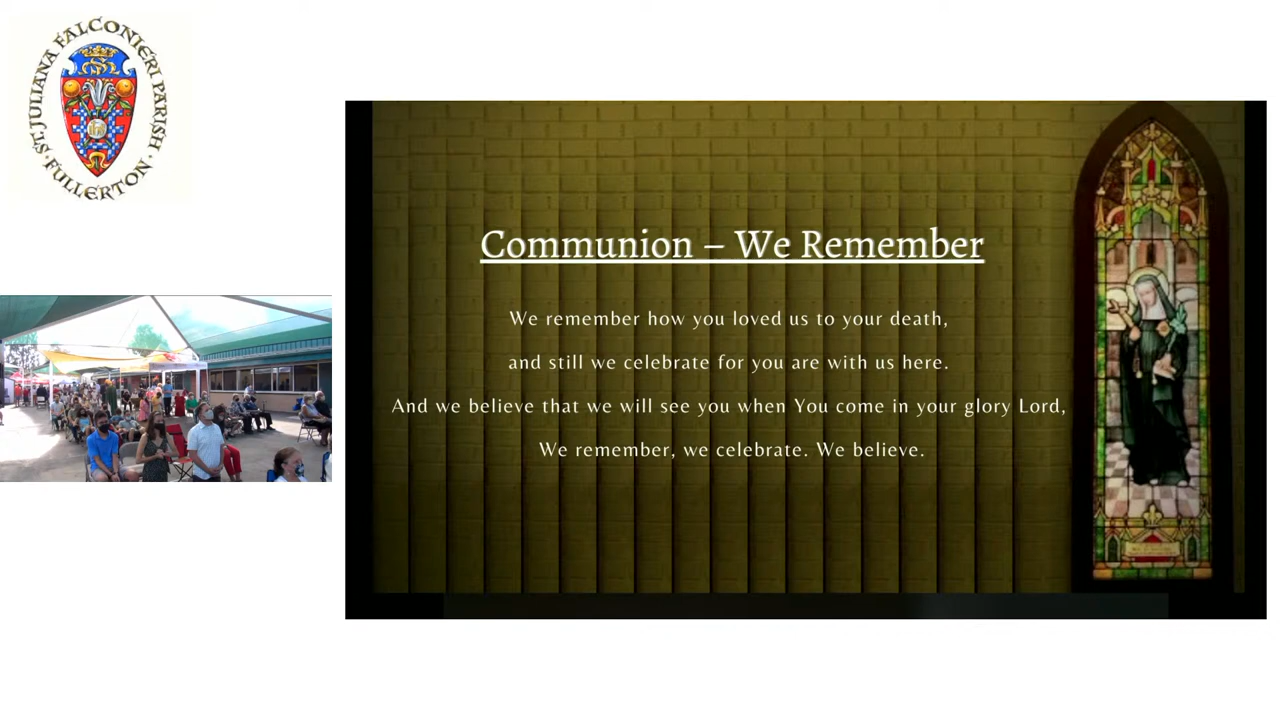 ST. JULIANA FALCONIERI PARISH · FULLERTON ·
Communion – We Remember
We remember how you loved us to your death,
and still we celebrate for you are with us here.
And we believe that we will see you when You come in your glory Lord,
We remember, we celebrate. We believe.